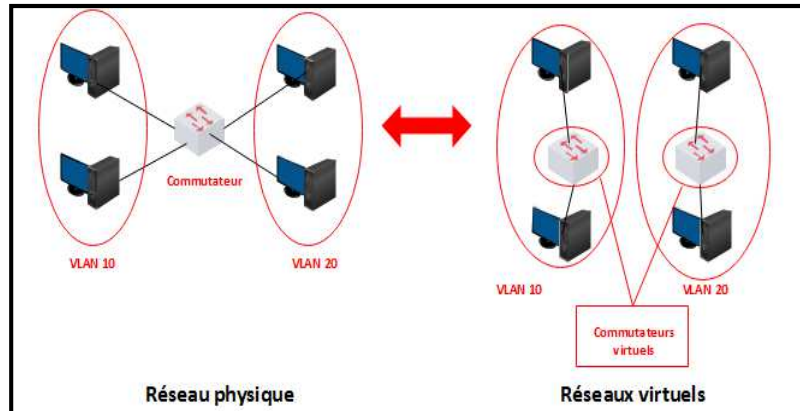 Commutateur
VLAN 10
VLAN 20
Réseau physique
VLAN 10
VLAN 20
Commutateurs
virtuels
Réseaux virtuels